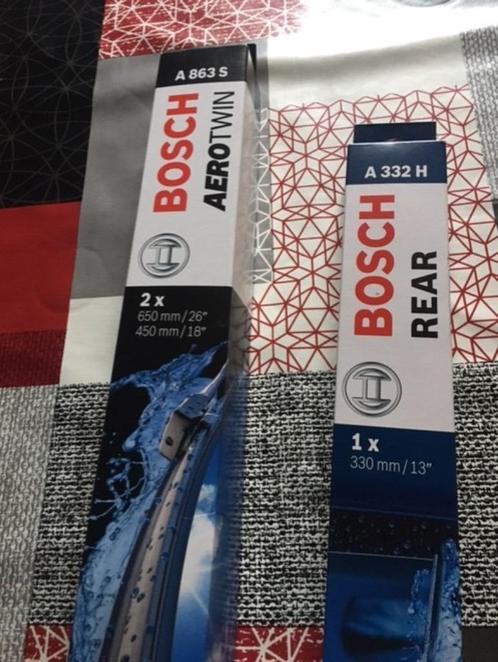 A 863 S
BOSCH
AEROTWIN
2 x
650 mm/26"
450 mm/18"
A 332 H
BOSCH
REAR
1 x
330 mm/13"